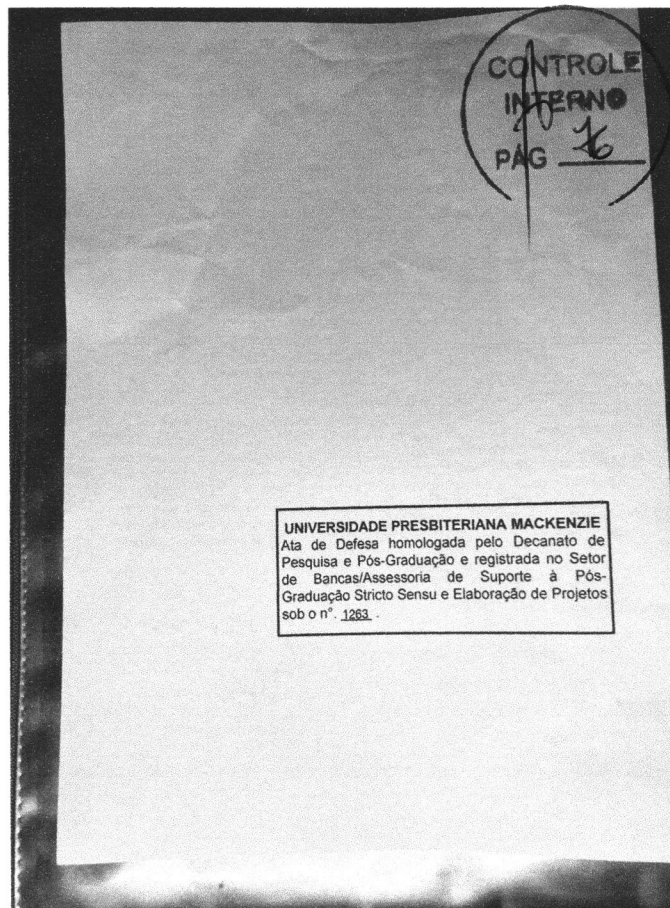 CONTROLE
INTERNO
PÁG 76
UNIVERSIDADE PRESBITERIANA MACKENZIE
Ata de Defesa homologada pelo Decanato de
Pesquisa e Pós-Graduação e registrada no Setor
de Bancas/Assessoria de Suporte à Pós-
Graduação Stricto Sensu e Elaboração de Projetos
sob o nº. 1263 .